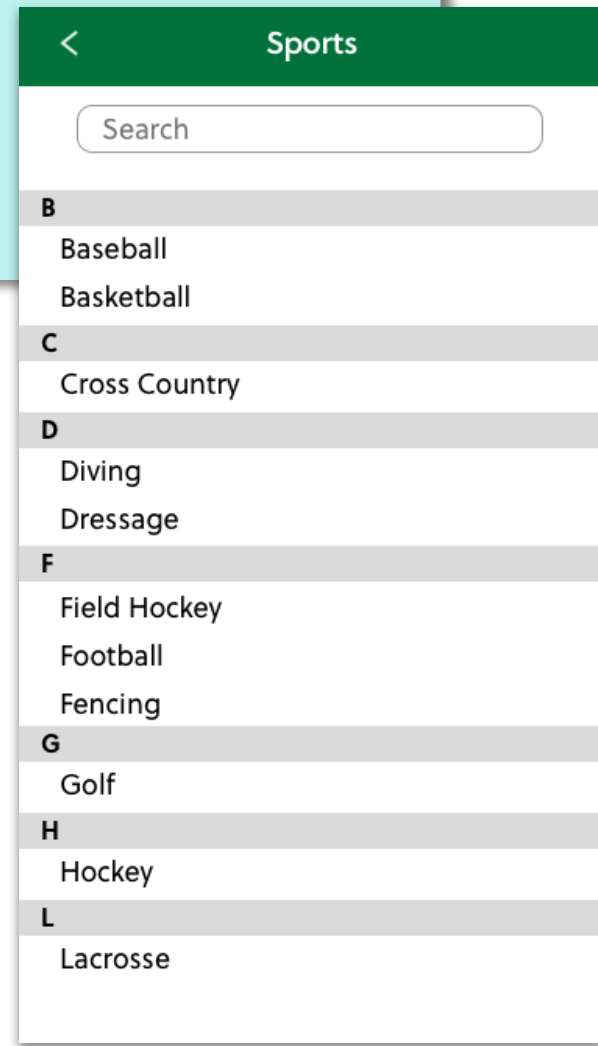 Sports
Search
B
Baseball
Basketball
C
Cross Country
D
Diving
Dressage
F
Field Hockey
Football
Fencing
G
Golf
H
Hockey
L
Lacrosse